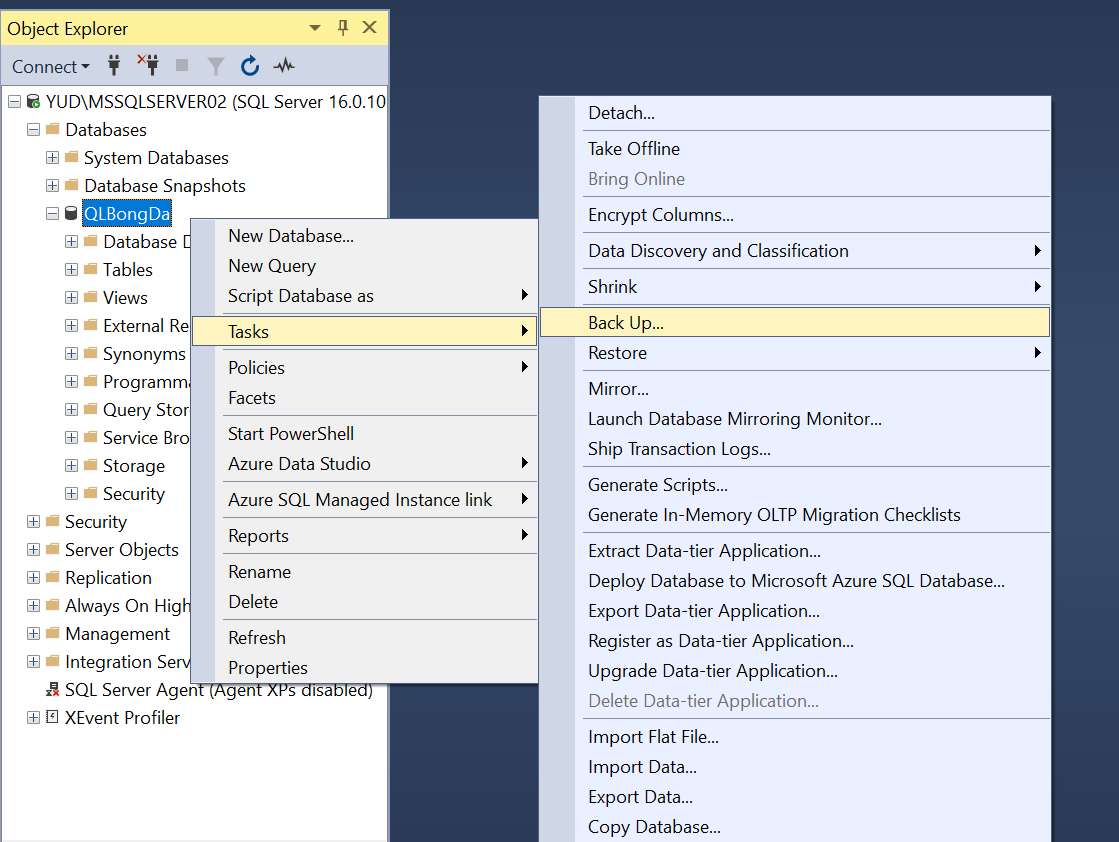 Object Explorer
Connect
YUD\MSSQLSERVER02 (SQL Server 16.0.10
Databases
System Databases
Database Snapshots
QLBongDa
Database D
Tables
Views
External Re
Synonyms
Programma
Query Stor
Service Bro
Storage
Security
Security
Server Objects
Replication
Always On High
Management
Integration Serv
SQL Server Agent (Agent XPs disabled)
XEvent Profiler
New Database...
New Query
Script Database as
Tasks
Policies
Facets
Start PowerShell
Azure Data Studio
Azure SQL Managed Instance link
Reports
Rename
Delete
Refresh
Properties
Detach...
Take Offline
Bring Online
Encrypt Columns...
Data Discovery and Classification
Shrink
Back Up...
Restore
Mirror...
Launch Database Mirroring Monitor...
Ship Transaction Logs...
Generate Scripts...
Generate In-Memory OLTP Migration Checklists
Extract Data-tier Application...
Deploy Database to Microsoft Azure SQL Database...
Export Data-tier Application...
Register as Data-tier Application...
Upgrade Data-tier Application...
Delete Data-tier Application...
Import Flat File...
Import Data...
Export Data...
Copy Database...